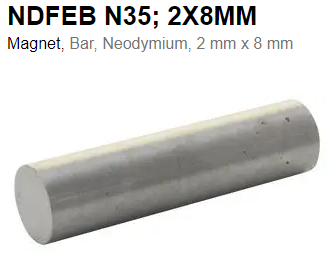 NDFEB N35; 2X8MM
Magnet, Bar, Neodymium, 2 mm x 8 mm